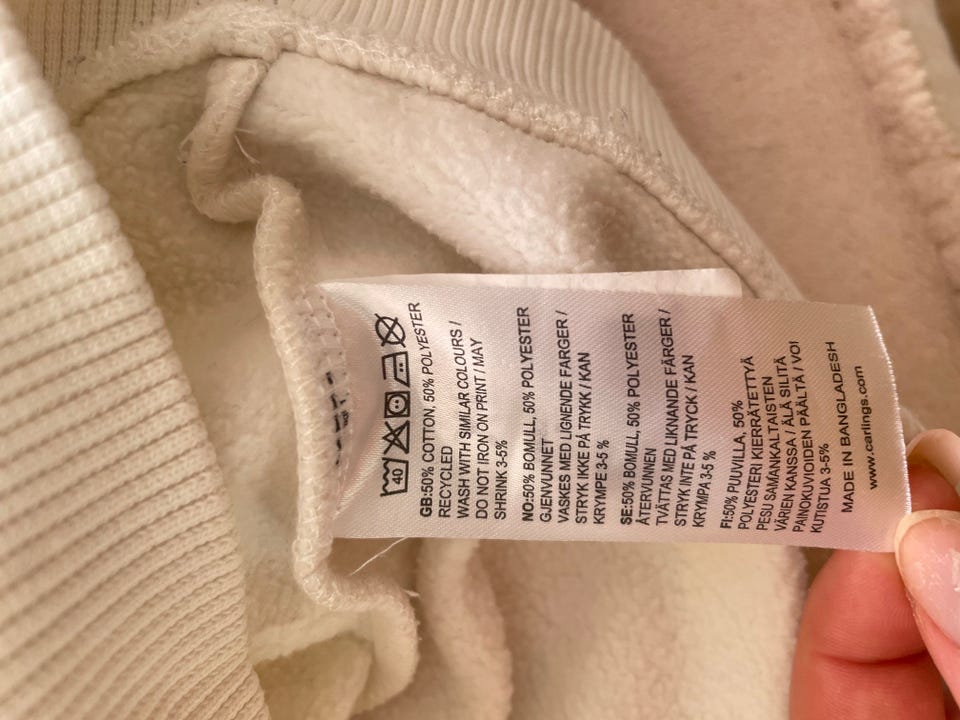 40
GB:50% COTTON, 50% POLYESTER
RECYCLED
WASH WITH SIMILAR COLOURS /
DO NOT IRON ON PRINT / MAY
SHRINK 3-5%
NO:50% BOMULL, 50% POLYESTER
GJENVUNNET
VASKES MED LIGNENDE FARGER /
STRYK IKKE PÅ TRYKK / KAN
KRYMPE 3-5 %
SE:50% BOMULL, 50% POLYESTER
ÅTERVUNNEN
TVÄTTAS MED LIKNANDE FÄRGER /
STRYK INTE PÅ TRYCK / KAN
KRYMPA 3-5 %
FI:50% PUUVILLA, 50%
POLYESTERI KIERRÄTETTYÄ
PESU SAMANKALTAISTEN
VÄRIEN KANSSA / ÄLÄ SILITÄ
PAINOKUVIOIDEN PÄÄLTÄ / VOI
KUTISTUA 3-5%
MADE IN BANGLADESH
www.carlings.com